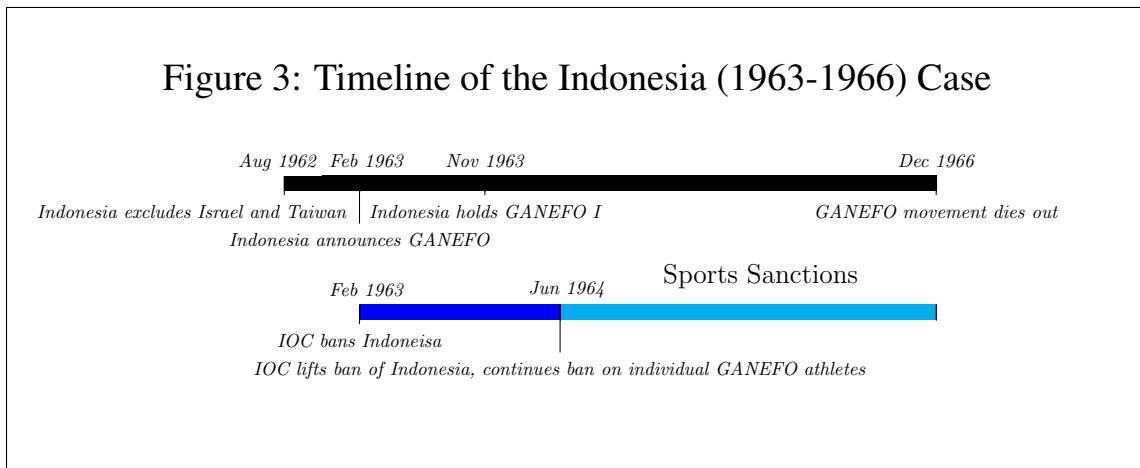 Figure 3: Timeline of the Indonesia (1963-1966) Case
Aug 1962 Feb 1963 Nov 1963 Dec 1966
Indonesia excludes Israel and Taiwan Indonesia holds GANEFO I GANEFO movement dies out
Indonesia announces GANEFO
Sports Sanctions
Feb 1963 Jun 1964
IOC bans Indoneisa
IOC lifts ban of Indonesia, continues ban on individual GANEFO athletes